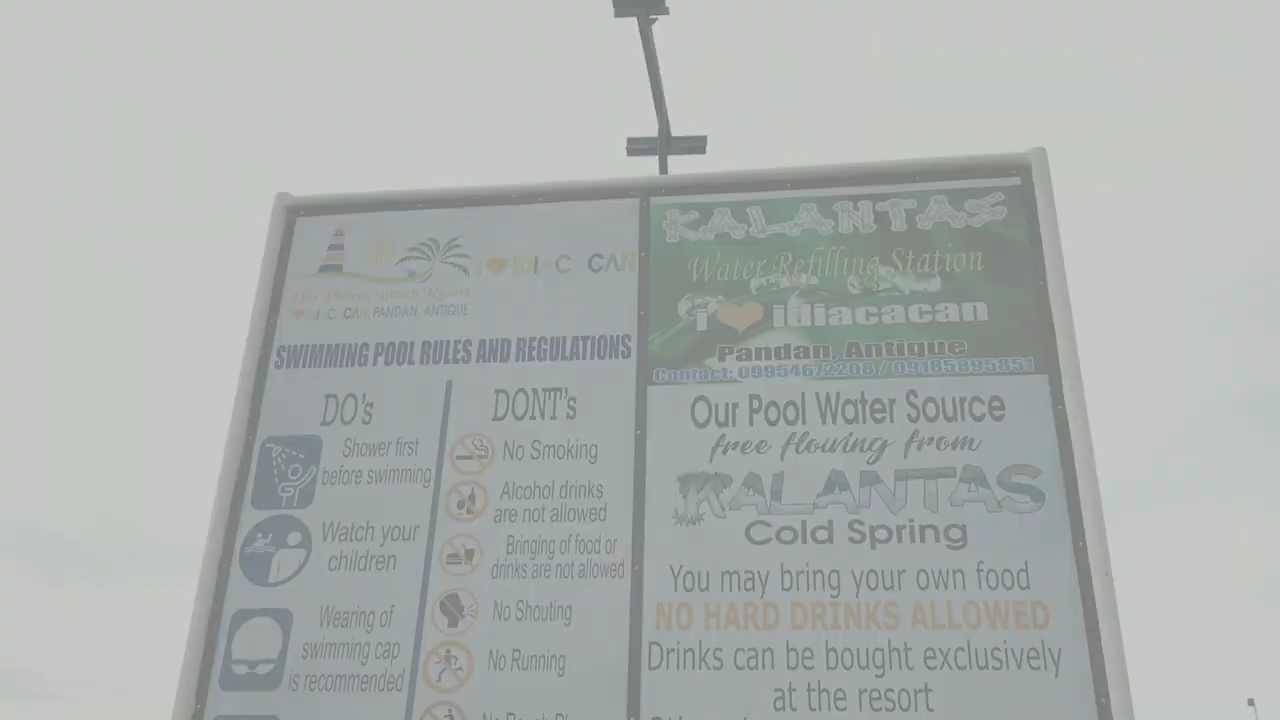 I IDIACACAN
PANDAN, ANTIQUE
SWIMMING POOL RULES AND REGULATIONS
DO's
Shower first
before swimming
Watch your
children
Wearing of
swimming cap
is recommended
DONT's
No Smoking
Alcohol drinks
are not allowed
Bringing of food or
drinks are not allowed
No Shouting
No Running
KALANTAS
Water Refilling Station
i idiacacan
Pandan, Antique
Contact: 09954672208 / 09185895851
Our Pool Water Source
free flowing from
KALANTAS
Cold Spring
You may bring your own food
NO HARD DRINKS ALLOWED
Drinks can be bought exclusively
at the resort